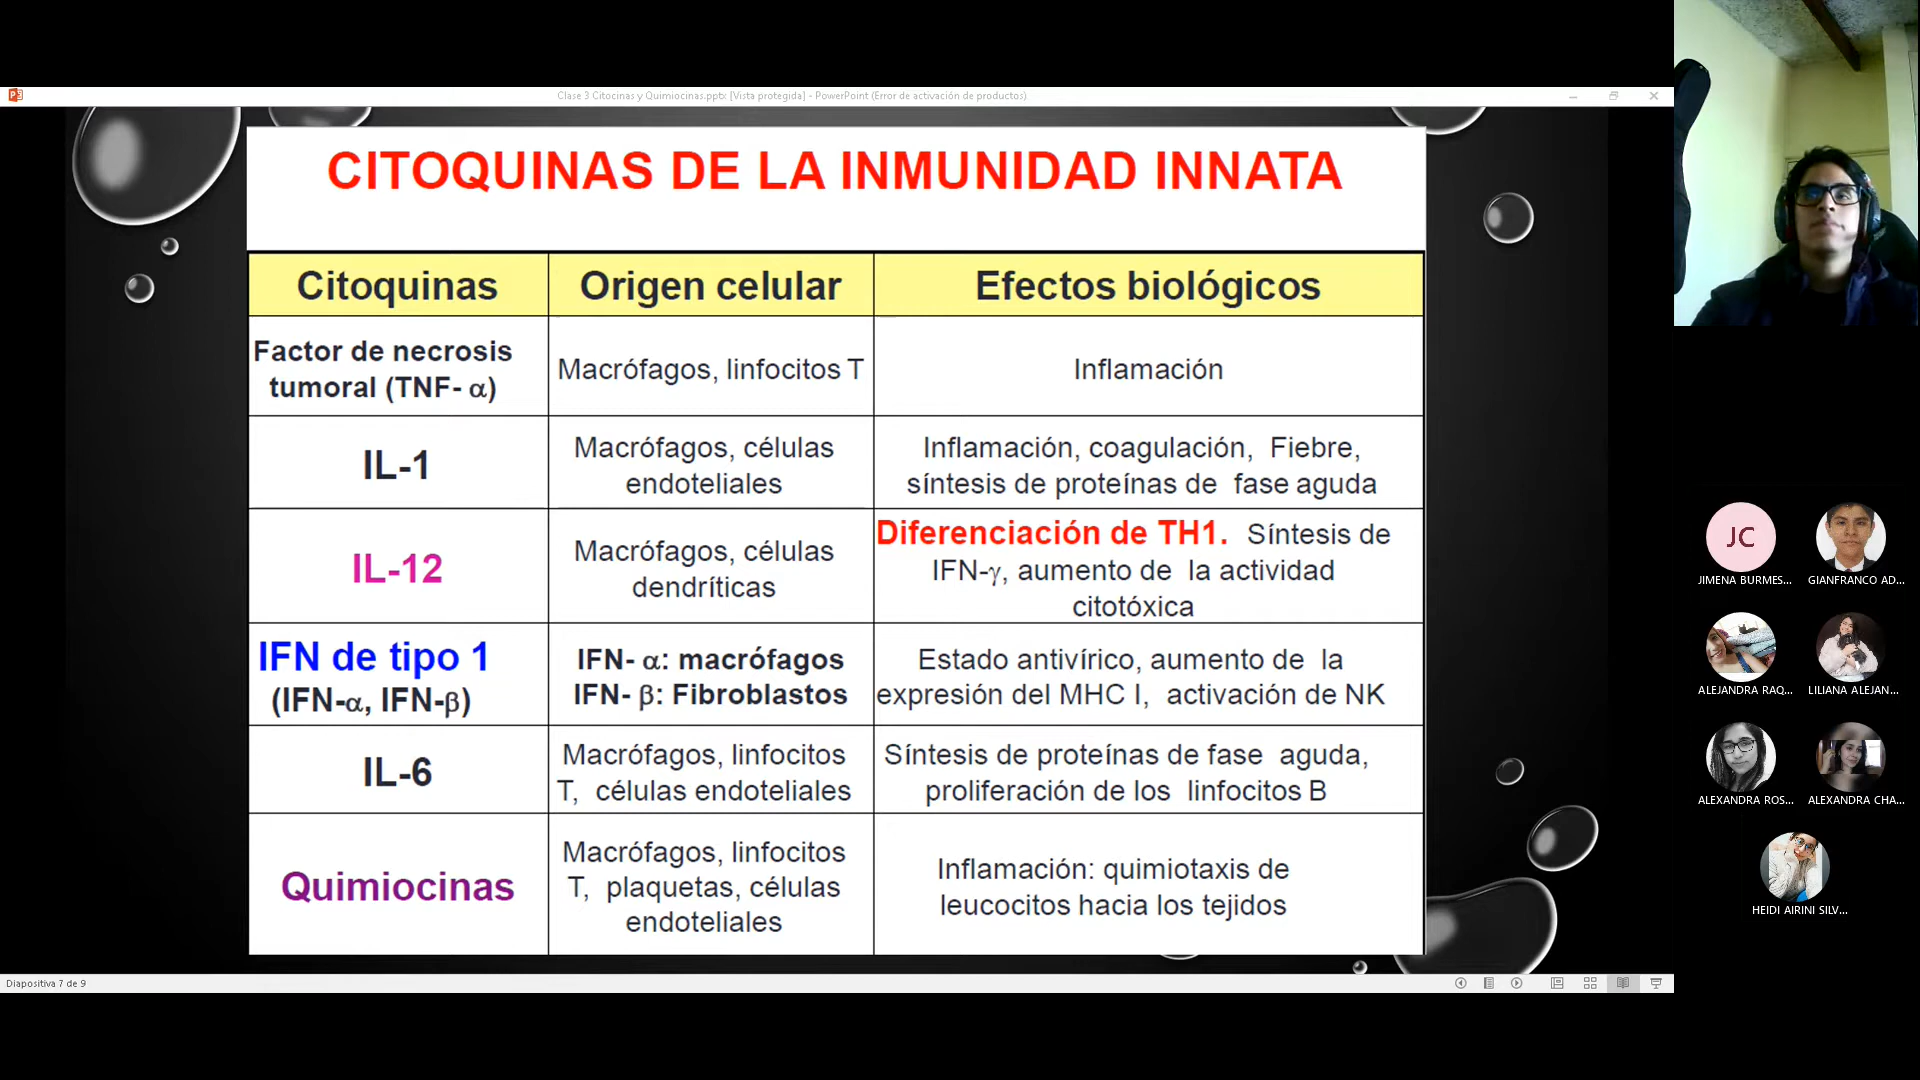 Clase 3 Citocinas y Quimiocinas.pptx [Vista protegida] - PowerPoint (Error de activación de productos)
CITOQUINAS DE LA INMUNIDAD INNATA
Citoquinas
Origen celular
Efectos biológicos
Factor de necrosis
tumoral (TNF- α)
Macrófagos, linfocitos T
Inflamación
IL-1
Macrófagos, células
endoteliales
Inflamación, coagulación, Fiebre,
síntesis de proteínas de fase aguda
IL-12
Macrófagos, células
dendríticas
Diferenciación de TH1. Síntesis de
IFN-γ, aumento de la actividad
citotóxica
IFN de tipo 1
(IFN-α, IFN-β)
IFN- α: macrófagos
IFN- β: Fibroblastos
Estado antivírico, aumento de la
expresión del MHC I, activación de NK
IL-6
Macrófagos, linfocitos
T, células endoteliales
Síntesis de proteínas de fase aguda,
proliferación de los linfocitos B
Quimiocinas
Macrófagos, linfocitos
T, plaquetas, células
endoteliales
Inflamación: quimiotaxis de
leucocitos hacia los tejidos
Diapositiva 7 de 9
JC
JIMENA BURMES...
GIANFRANCO AD...
ALEJANDRA RAQ...
LILIANA ALEJAN...
ALEXANDRA ROS...
ALEXANDRA CHA...
HEIDI AIRINI SILV...